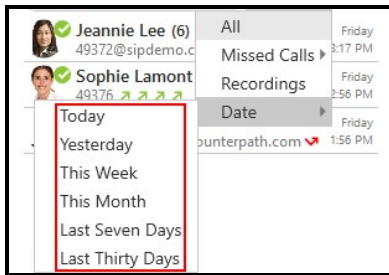 Jeannie Lee (6)
49372@sipdemo.c
All
Friday
3:17 PM
Missed Calls
Sophie Lamont
49376
Recordings
Friday
2:56 PM
Date
Friday
ounterpath.com
1:56 PM
Today
Yesterday
This Week
This Month
Last Seven Days
Last Thirty Days